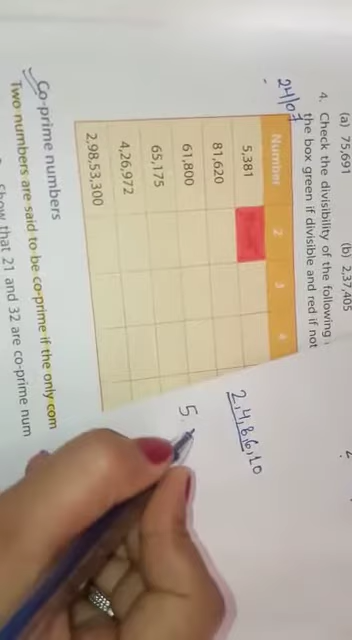 (a) 75,691 (b) 2,37,405
4. Check the divisibility of the following
the box green if divisible and red if not
24/07
Number 2 3 4
5,381
81,620
61,800
65,175
4,26,972
2,98,53,300
2,4,8,6,10
5
Co-prime numbers
Two numbers are said to be co-prime if the only com
Show that 21 and 32 are co-prime num